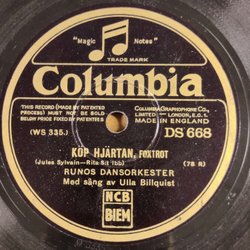 "Magic Notes"
TRADE MARK
Columbia
THIS RECORD (MADE BY PATENTED
PROCESS) MUST NOT BE SOLD
BELOW PRICE FIXED BY PATENTEES
COLUMBIA GRAPHOPHONE CO.,
LIMITED LONDON, E.C.1.
MADE IN ENGLAND
(WS 335.)
DS 668
KÖP HJÄRTAN, FOXTROT
(Jules Sylvain—Rita Sil
(78 R)
RUNOS DANSORKESTER
Med sång av Ulla Billquist
NCB
BIEM